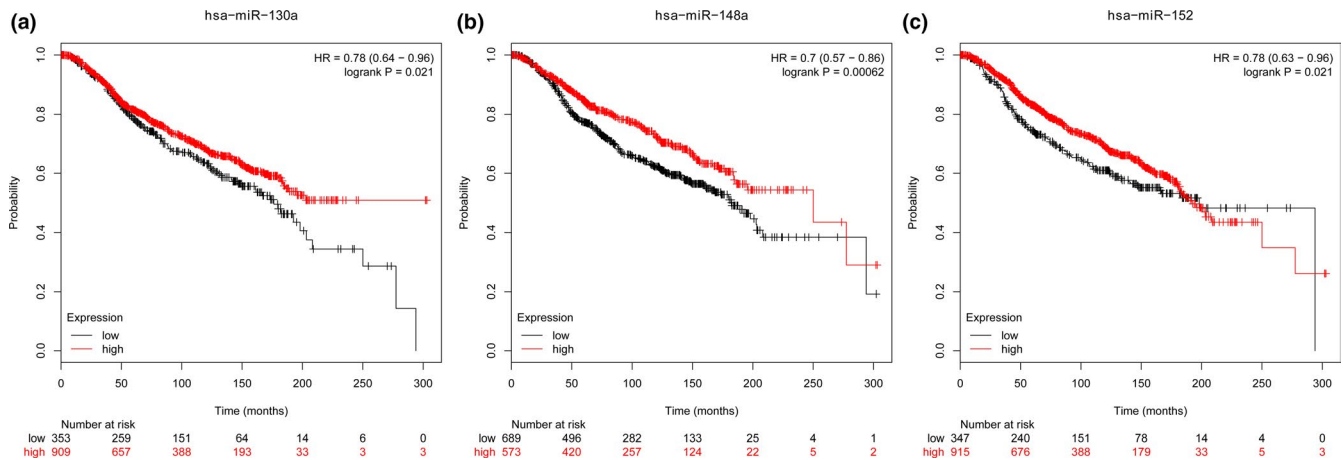 (a)
hsa−miR−130a
HR = 0.78 (0.64 − 0.96)
logrank P = 0.021
Probability
1.0
0.8
0.6
0.4
0.2
0.0
Expression
low
high
0 50 100 150 200 250 300
Time (months)
Number at risk
low 353 259 151 64 14 6 0
high 909 657 388 193 33 3 3
(b)
hsa−miR−148a
HR = 0.7 (0.57 − 0.86)
logrank P = 0.00062
Probability
1.0
0.8
0.6
0.4
0.2
0.0
Expression
low
high
0 50 100 150 200 250 300
Time (months)
Number at risk
low 689 496 282 133 25 4 1
high 573 420 257 124 22 5 2
(c)
hsa−miR−152
HR = 0.78 (0.63 − 0.96)
logrank P = 0.021
Probability
1.0
0.8
0.6
0.4
0.2
0.0
Expression
low
high
0 50 100 150 200 250 300
Time (months)
Number at risk
low 347 240 151 78 14 4 0
high 915 676 388 179 33 5 3